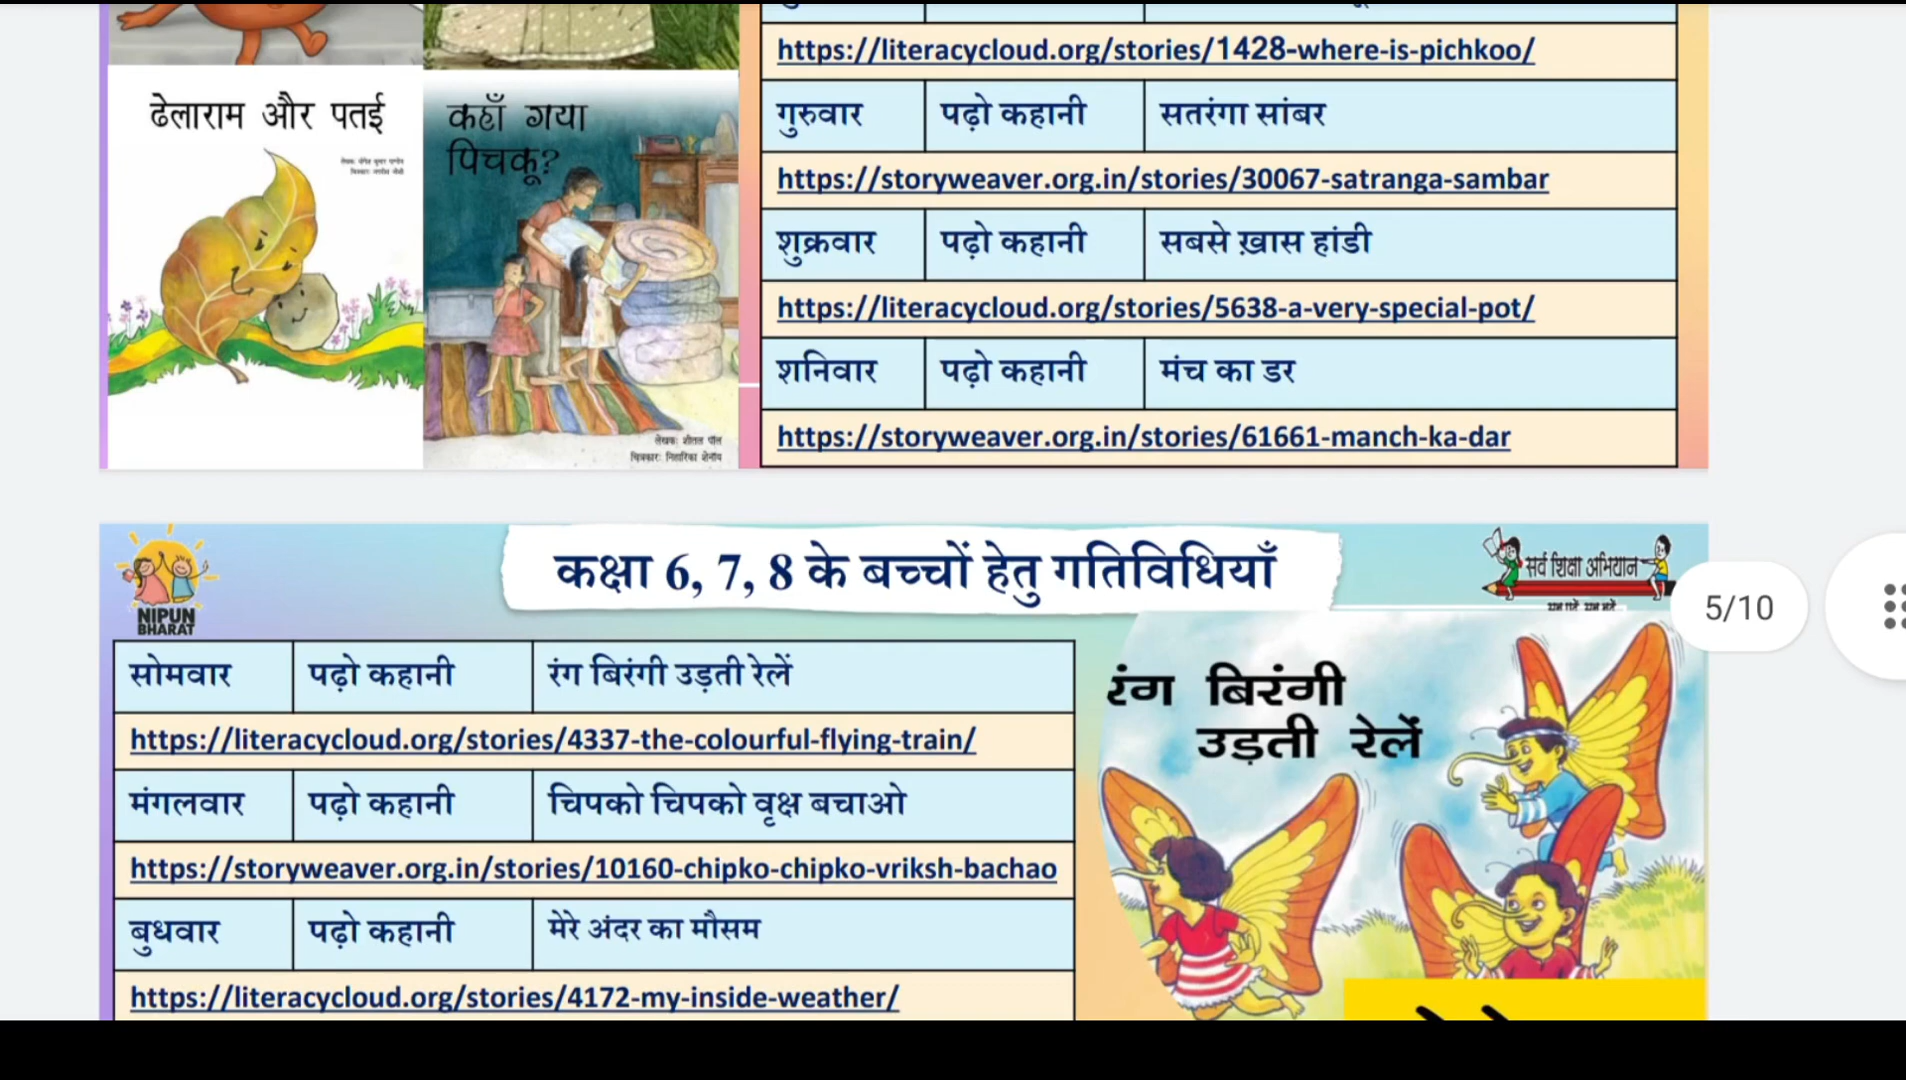 ढेलाराम और पतई
कहाँ गया
पिचकू?
लेखक: शीतल पॉल
चित्रकार: निहारिका शेनॉय
https://literacycloud.org/stories/1428-where-is-pichkoo/
गुरुवार पढ़ो कहानी सतरंगा सांबर
https://storyweaver.org.in/stories/30067-satranga-sambar
शुक्रवार पढ़ो कहानी सबसे ख़ास हांडी
https://literacycloud.org/stories/5638-a-very-special-pot/
शनिवार पढ़ो कहानी मंच का डर
https://storyweaver.org.in/stories/61661-manch-ka-dar
NIPUN
BHARAT
कक्षा 6, 7, 8 के बच्चों हेतु गतिविधियाँ
सर्व शिक्षा अभियान
5/10
सोमवार पढ़ो कहानी रंग बिरंगी उड़ती रेलें
https://literacycloud.org/stories/4337-the-colourful-flying-train/
मंगलवार पढ़ो कहानी चिपको चिपको वृक्ष बचाओ
https://storyweaver.org.in/stories/10160-chipko-chipko-vriksh-bachao
बुधवार पढ़ो कहानी मेरे अंदर का मौसम
https://literacycloud.org/stories/4172-my-inside-weather/
रंग बिरंगी
उड़ती रेलें